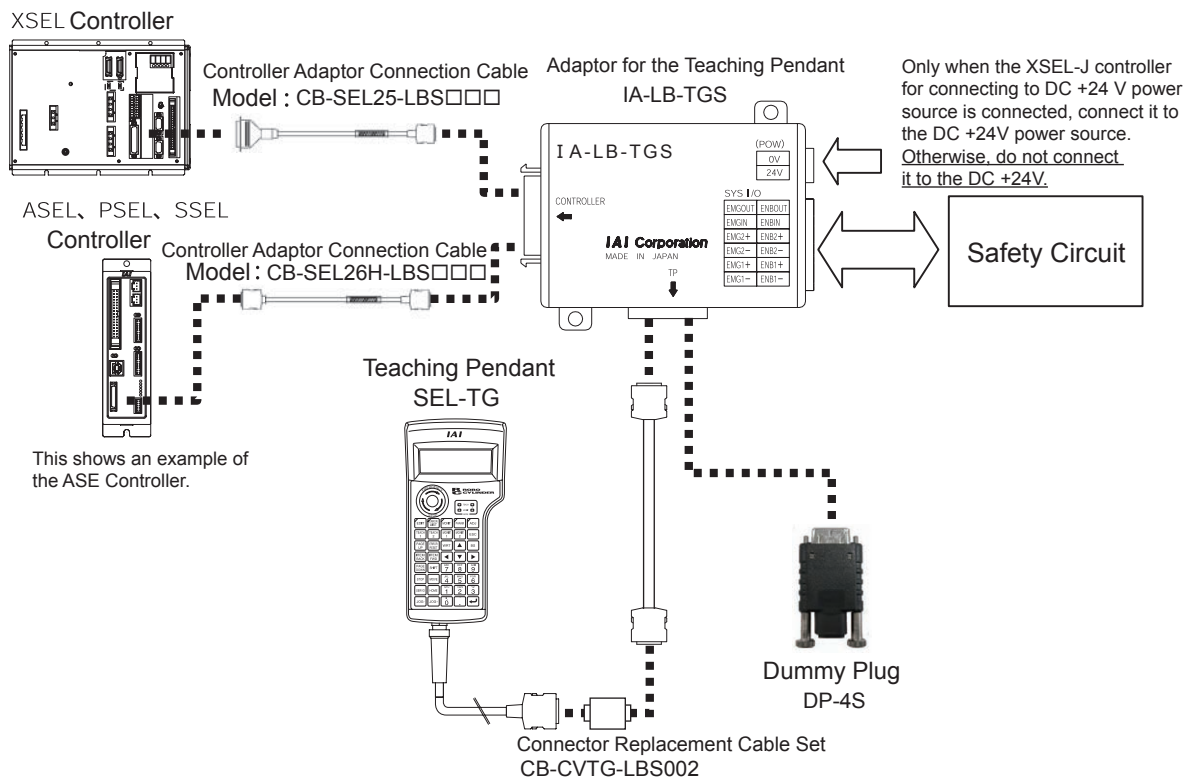 XSEL Controller
Controller Adaptor Connection Cable
Model : CB-SEL25-LBS□□□
Adaptor for the Teaching Pendant
IA-LB-TGS
Only when the XSEL-J controller
for connecting to DC +24 V power
source is connected, connect it to
the DC +24V power source.
Otherwise, do not connect
it to the DC +24V.
IA-LB-TGS
(POW)
0V
24V
SYS I/O
EMGOUT ENBOUT
EMGIN ENBIN
EMG2+ ENB2+
EMG2- ENB2-
EMG1+ ENB1+
EMG1- ENB1-
CONTROLLER
IAI Corporation
MADE IN JAPAN
TP
Safety Circuit
ASEL、PSEL、SSEL
Controller
Controller Adaptor Connection Cable
Model : CB-SEL26H-LBS□□□
This shows an example of
the ASE Controller.
Teaching Pendant
SEL-TG
IAI
ROBO
CYLINDER
Dummy Plug
DP-4S
Connector Replacement Cable Set
CB-CVTG-LBS002